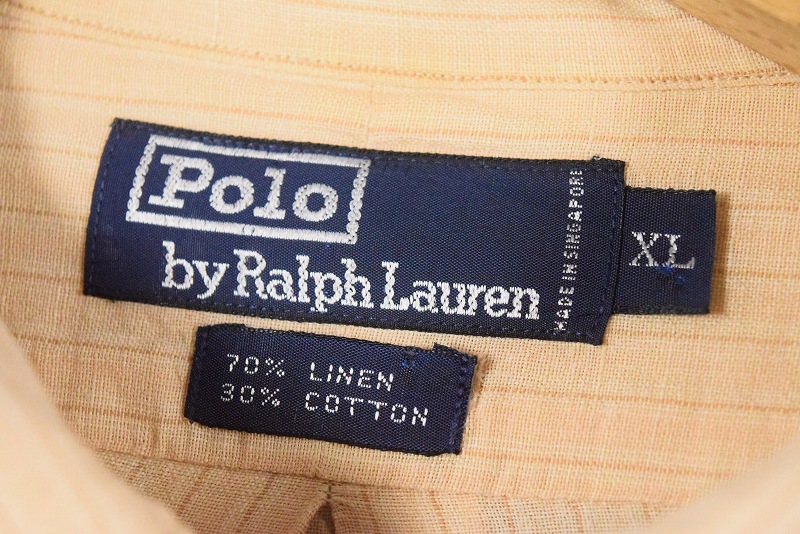 Polo
by Ralph Lauren
MADE IN SINGAPORE
XL
70% LINEN
30% COTTON